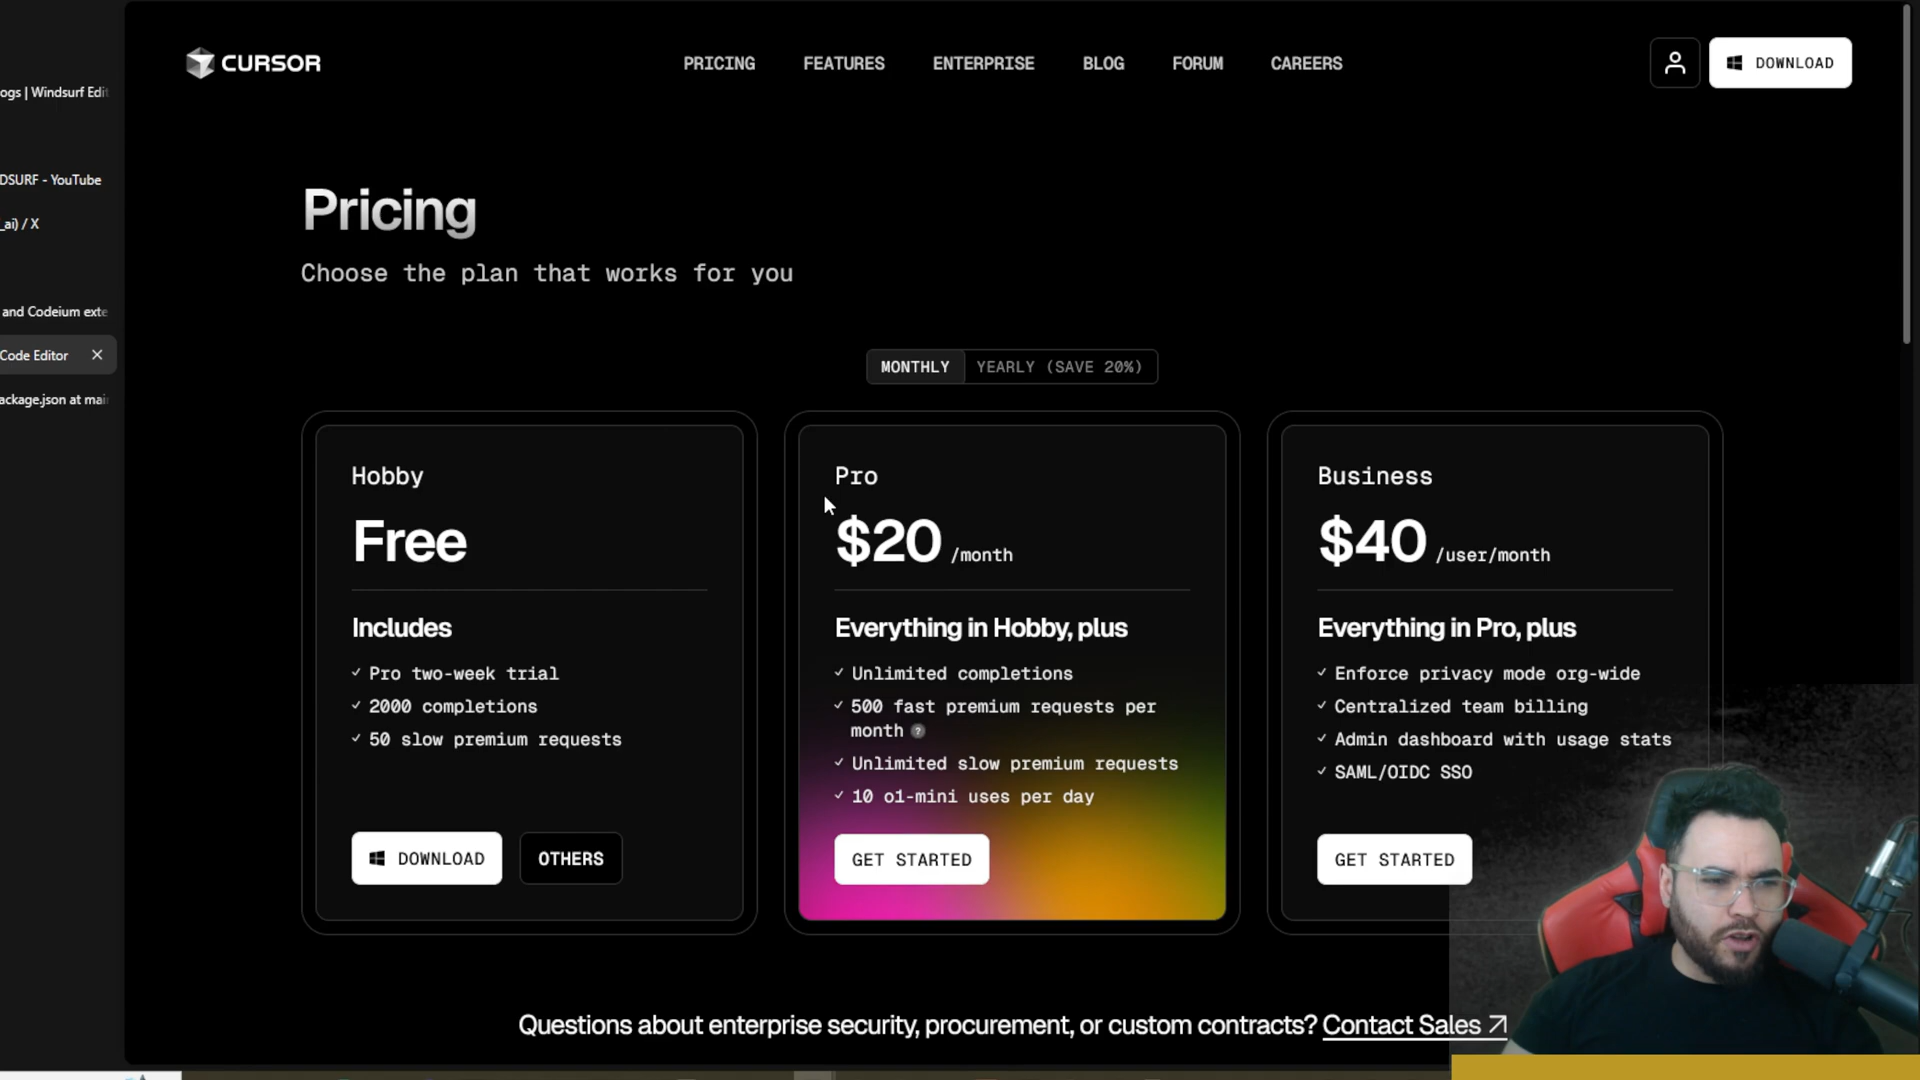 ogs | Windsurf Edit
DSURF - YouTube
_ai) / X
and Codeium exte
Code Editor
ackage.json at mai
CURSOR
PRICING
FEATURES
ENTERPRISE
BLOG
FORUM
CAREERS
DOWNLOAD
Pricing
Choose the plan that works for you
MONTHLY
YEARLY (SAVE 20%)
Hobby
Free
Includes
✓ Pro two-week trial
✓ 2000 completions
✓ 50 slow premium requests
DOWNLOAD
OTHERS
Pro
$20 /month
Everything in Hobby, plus
✓ Unlimited completions
✓ 500 fast premium requests per
month ?
✓ Unlimited slow premium requests
✓ 10 o1-mini uses per day
GET STARTED
Business
$40 /user/month
Everything in Pro, plus
✓ Enforce privacy mode org-wide
✓ Centralized team billing
✓ Admin dashboard with usage stats
✓ SAML/OIDC SSO
GET STARTED
Questions about enterprise security, procurement, or custom contracts? Contact Sales ↗